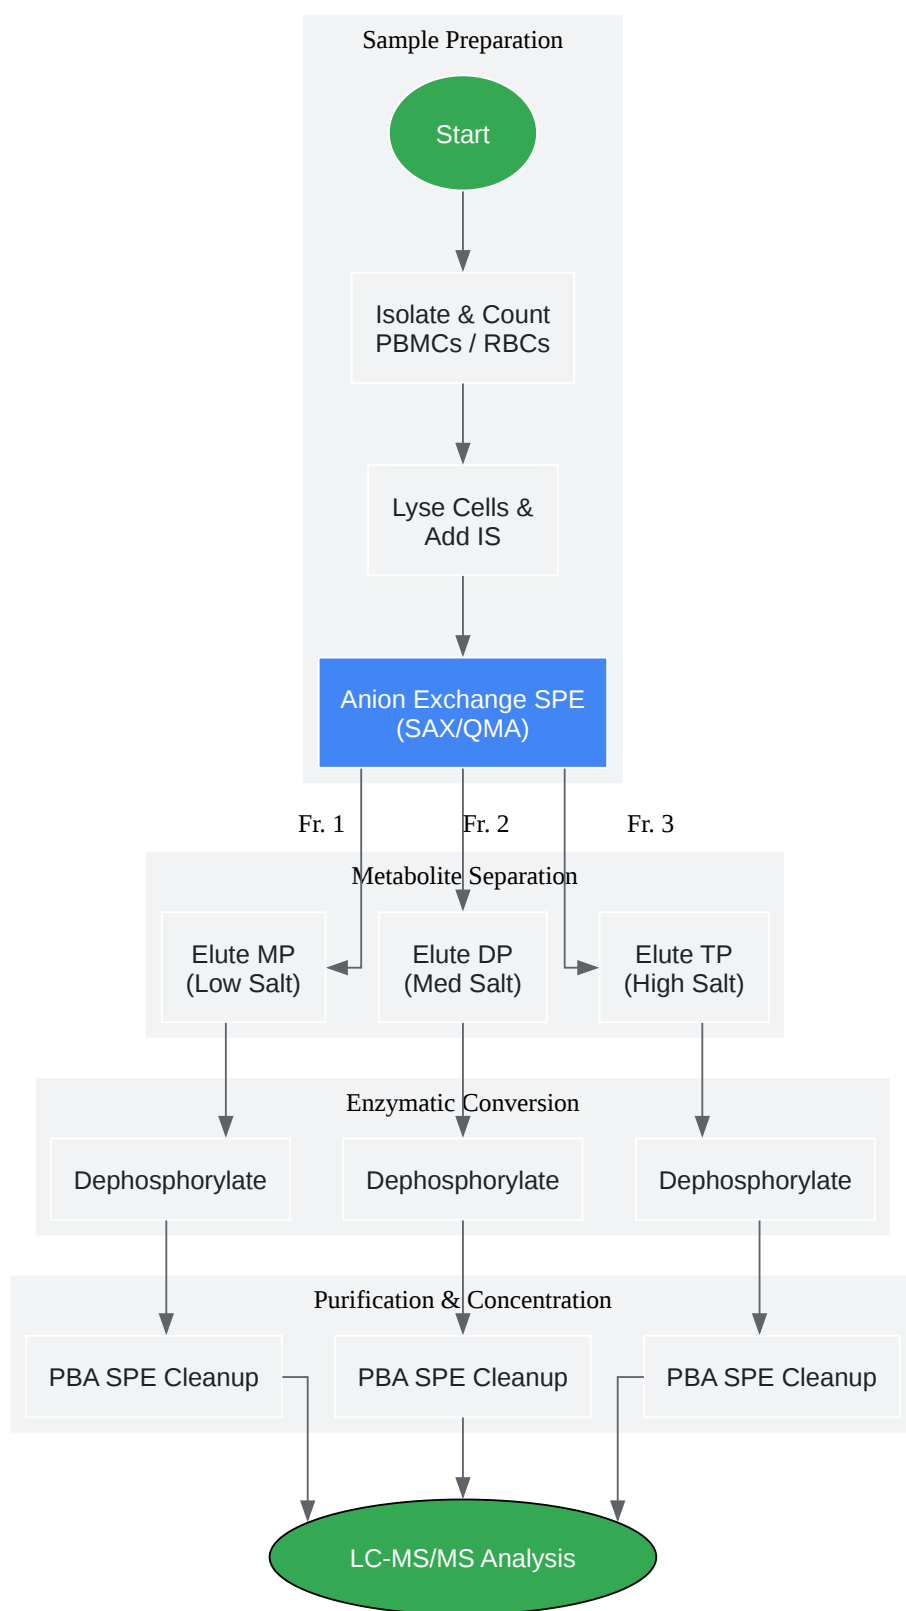 Sample Preparation
Start
Isolate & Count
PBMCs / RBCs
Lyse Cells &
Add IS
Anion Exchange SPE
(SAX/QMA)
Fr. 1
Fr. 2
Fr. 3
Metabolite Separation
Elute MP
(Low Salt)
Elute DP
(Med Salt)
Elute TP
(High Salt)
Enzymatic Conversion
Dephosphorylate
Dephosphorylate
Dephosphorylate
Purification & Concentration
PBA SPE Cleanup
PBA SPE Cleanup
PBA SPE Cleanup
LC-MS/MS Analysis